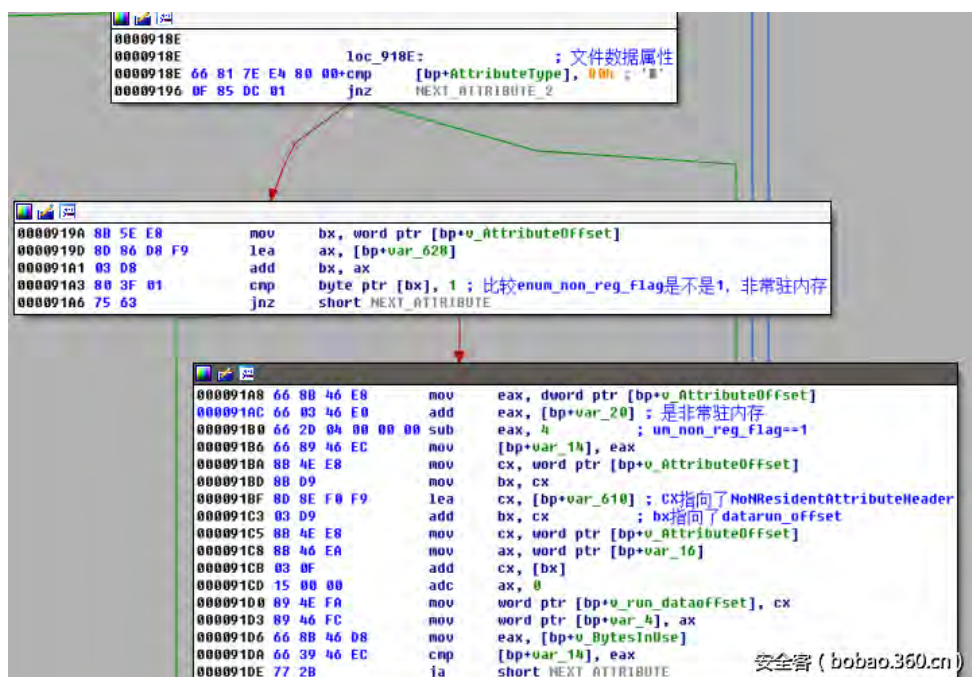 0000918E
0000918E loc_918E: ; 文件数据属性
0000918E 66 81 7E E4 80 00+cmp [bp+AttributeType], 80h ; '€'
00009196 0F 85 DC 01 jnz NEXT_ATTRIBUTE_2
0000919A 8B 5E E8 mov bx, word ptr [bp+v_AttributeOffset]
0000919D 8D 86 D8 F9 lea ax, [bp+var_628]
000091A1 03 D8 add bx, ax
000091A3 80 3F 01 cmp byte ptr [bx], 1 ; 比较enum_non_reg_flag是不是1，非常驻内存
000091A6 75 63 jnz short NEXT_ATTRIBUTE
000091A8 66 8B 46 E8 mov eax, dword ptr [bp+v_AttributeOffset]
000091AC 66 03 46 E0 add eax, [bp+var_20] ; 是非常驻内存
000091B0 66 2D 04 00 00 00 sub eax, 4 ; um_non_reg_flag==1
000091B6 66 89 46 EC mov [bp+var_14], eax
000091BA 8B 4E E8 mov cx, word ptr [bp+v_AttributeOffset]
000091BD 8B D9 mov bx, cx
000091BF 8D 8E F0 F9 lea cx, [bp+var_610] ; CX指向了NoNResidentAttributeHeader
000091C3 03 D9 add bx, cx ; bx指向了datarun_offset
000091C5 8B 4E E8 mov cx, word ptr [bp+v_AttributeOffset]
000091C8 8B 46 EA mov ax, word ptr [bp+var_16]
000091CB 03 0F add cx, [bx]
000091CD 15 00 00 adc ax, 0
000091D0 89 4E FA mov word ptr [bp+v_run_dataoffset], cx
000091D3 89 46 FC mov word ptr [bp+var_4], ax
000091D6 66 8B 46 D8 mov eax, [bp+v_BytesInUse]
000091DA 66 39 46 EC cmp [bp+var_14], eax
000091DE 77 2B ja short NEXT_ATTRIBUTE
安全客 ( bobao.360.cn )